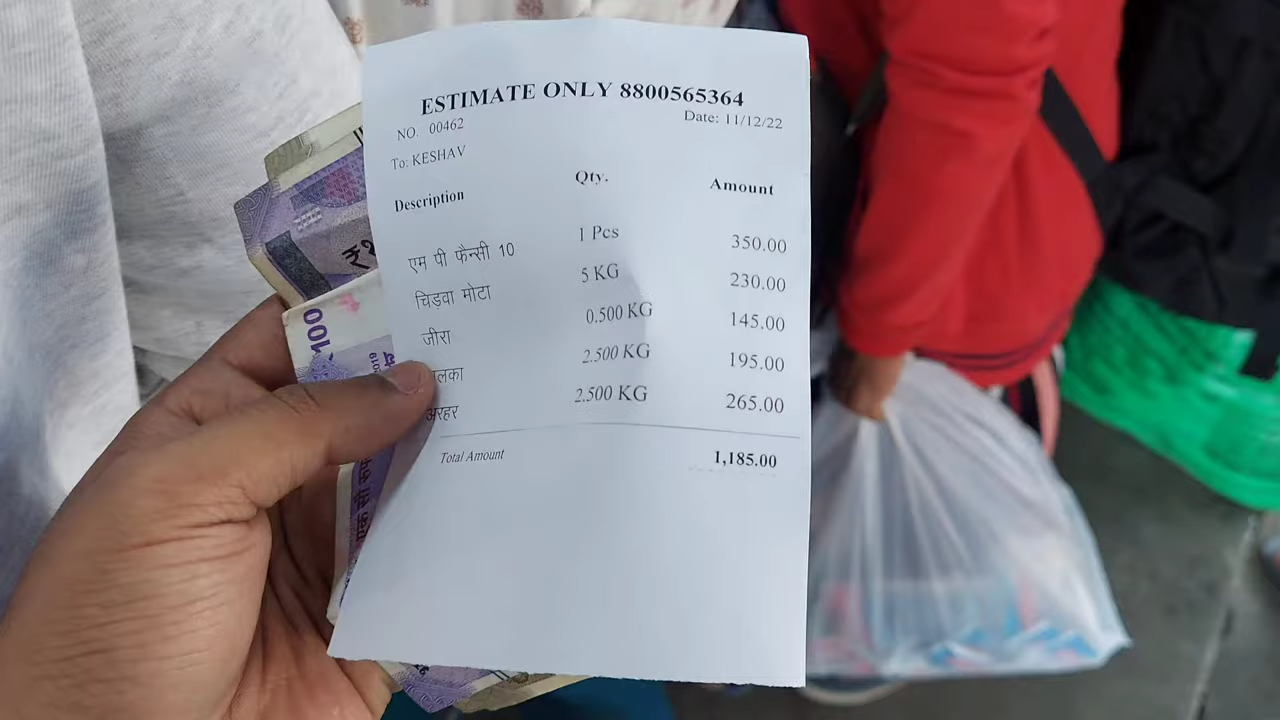 ESTIMATE ONLY 8800565364
NO. 00462 Date: 11/12/22
To: KESHAV
Description Qty. Amount
एम पी फैन्सी 10 1 Pcs 350.00
चिड़वा मोटा 5 KG 230.00
जीरा 0.500 KG 145.00
2.500 KG 195.00
अरहर 2.500 KG 265.00
Total Amount 1,185.00
100
एक सौ